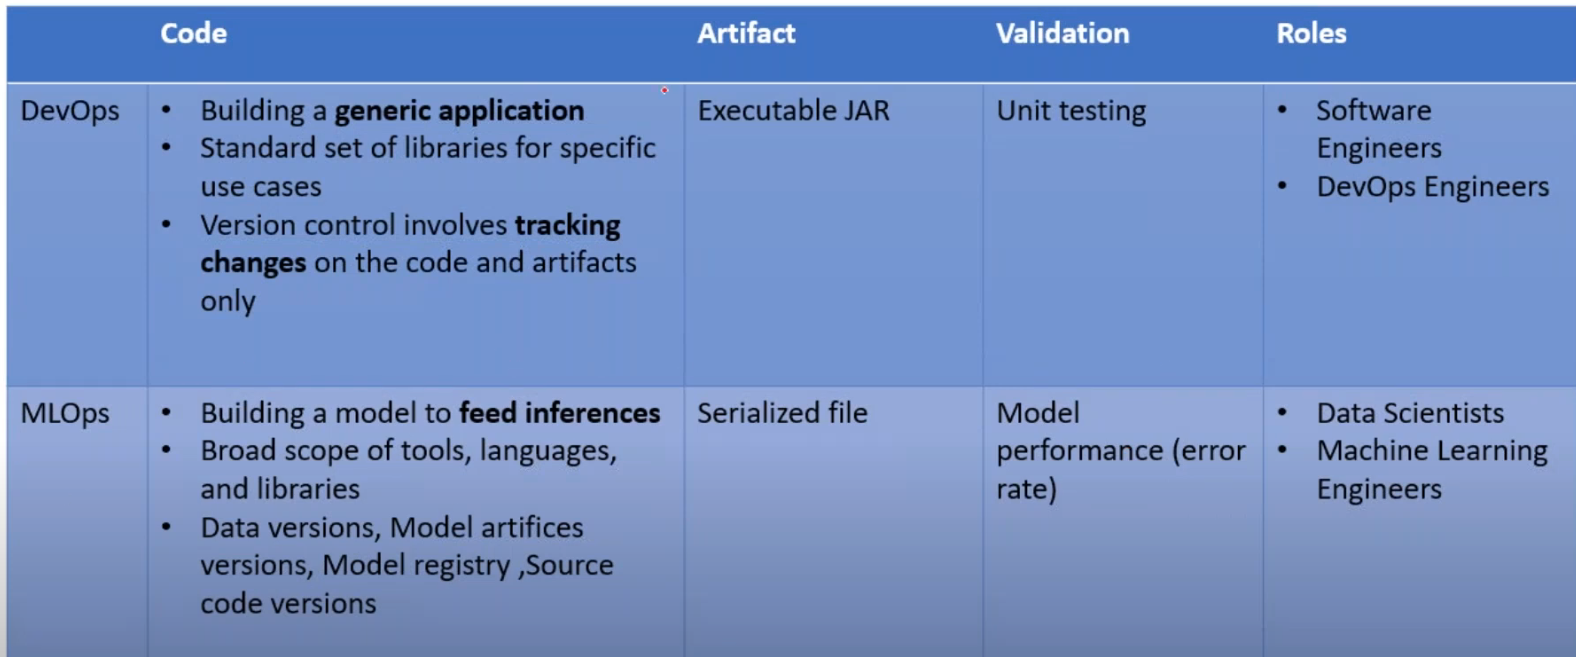 Code Artifact Validation Roles
DevOps
• Building a generic application
• Standard set of libraries for specific
use cases
• Version control involves tracking
changes on the code and artifacts
only
Executable JAR
Unit testing
• Software
Engineers
• DevOps Engineers
MLOps
• Building a model to feed inferences
• Broad scope of tools, languages,
and libraries
• Data versions, Model artifices
versions, Model registry ,Source
code versions
Serialized file
Model
performance (error
rate)
• Data Scientists
• Machine Learning
Engineers